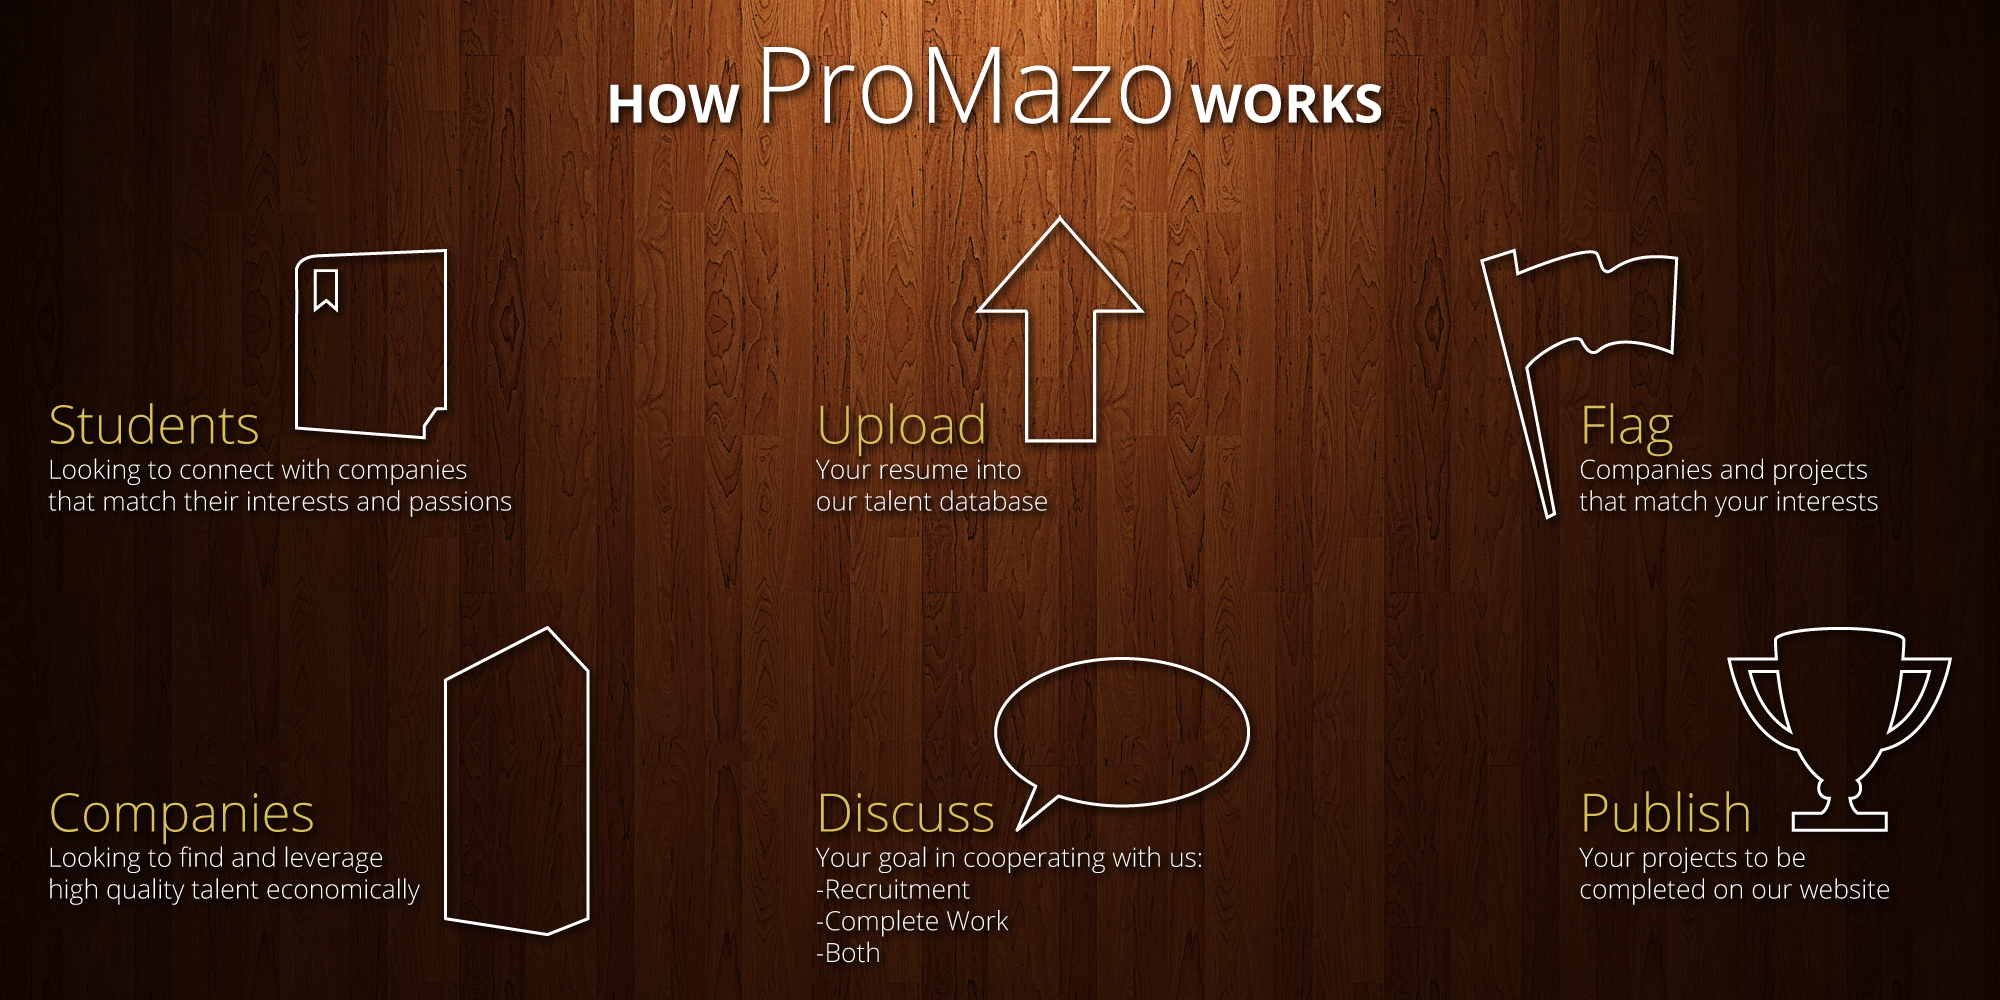 HOW ProMazo WORKS
Students
Looking to connect with companies
that match their interests and passions
Upload
Your resume into
our talent database
Flag
Companies and projects
that match your interests
Companies
Looking to find and leverage
high quality talent economically
Discuss
Your goal in cooperating with us:
-Recruitment
-Complete Work
-Both
Publish
Your projects to be
completed on our website